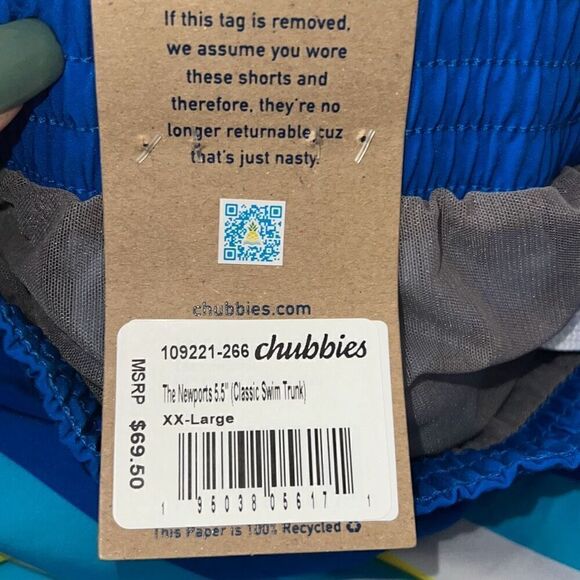 If this tag is removed,
we assume you wore
these shorts and
therefore, they're no
longer returnable cuz
that's just nasty.
chubbies.com
109221-266 chubbies
The Newports 5.5" (Classic Swim Trunk)
XX-Large
MSRP $69.50
1 95038 05617 1
This Paper is 100% Recycled